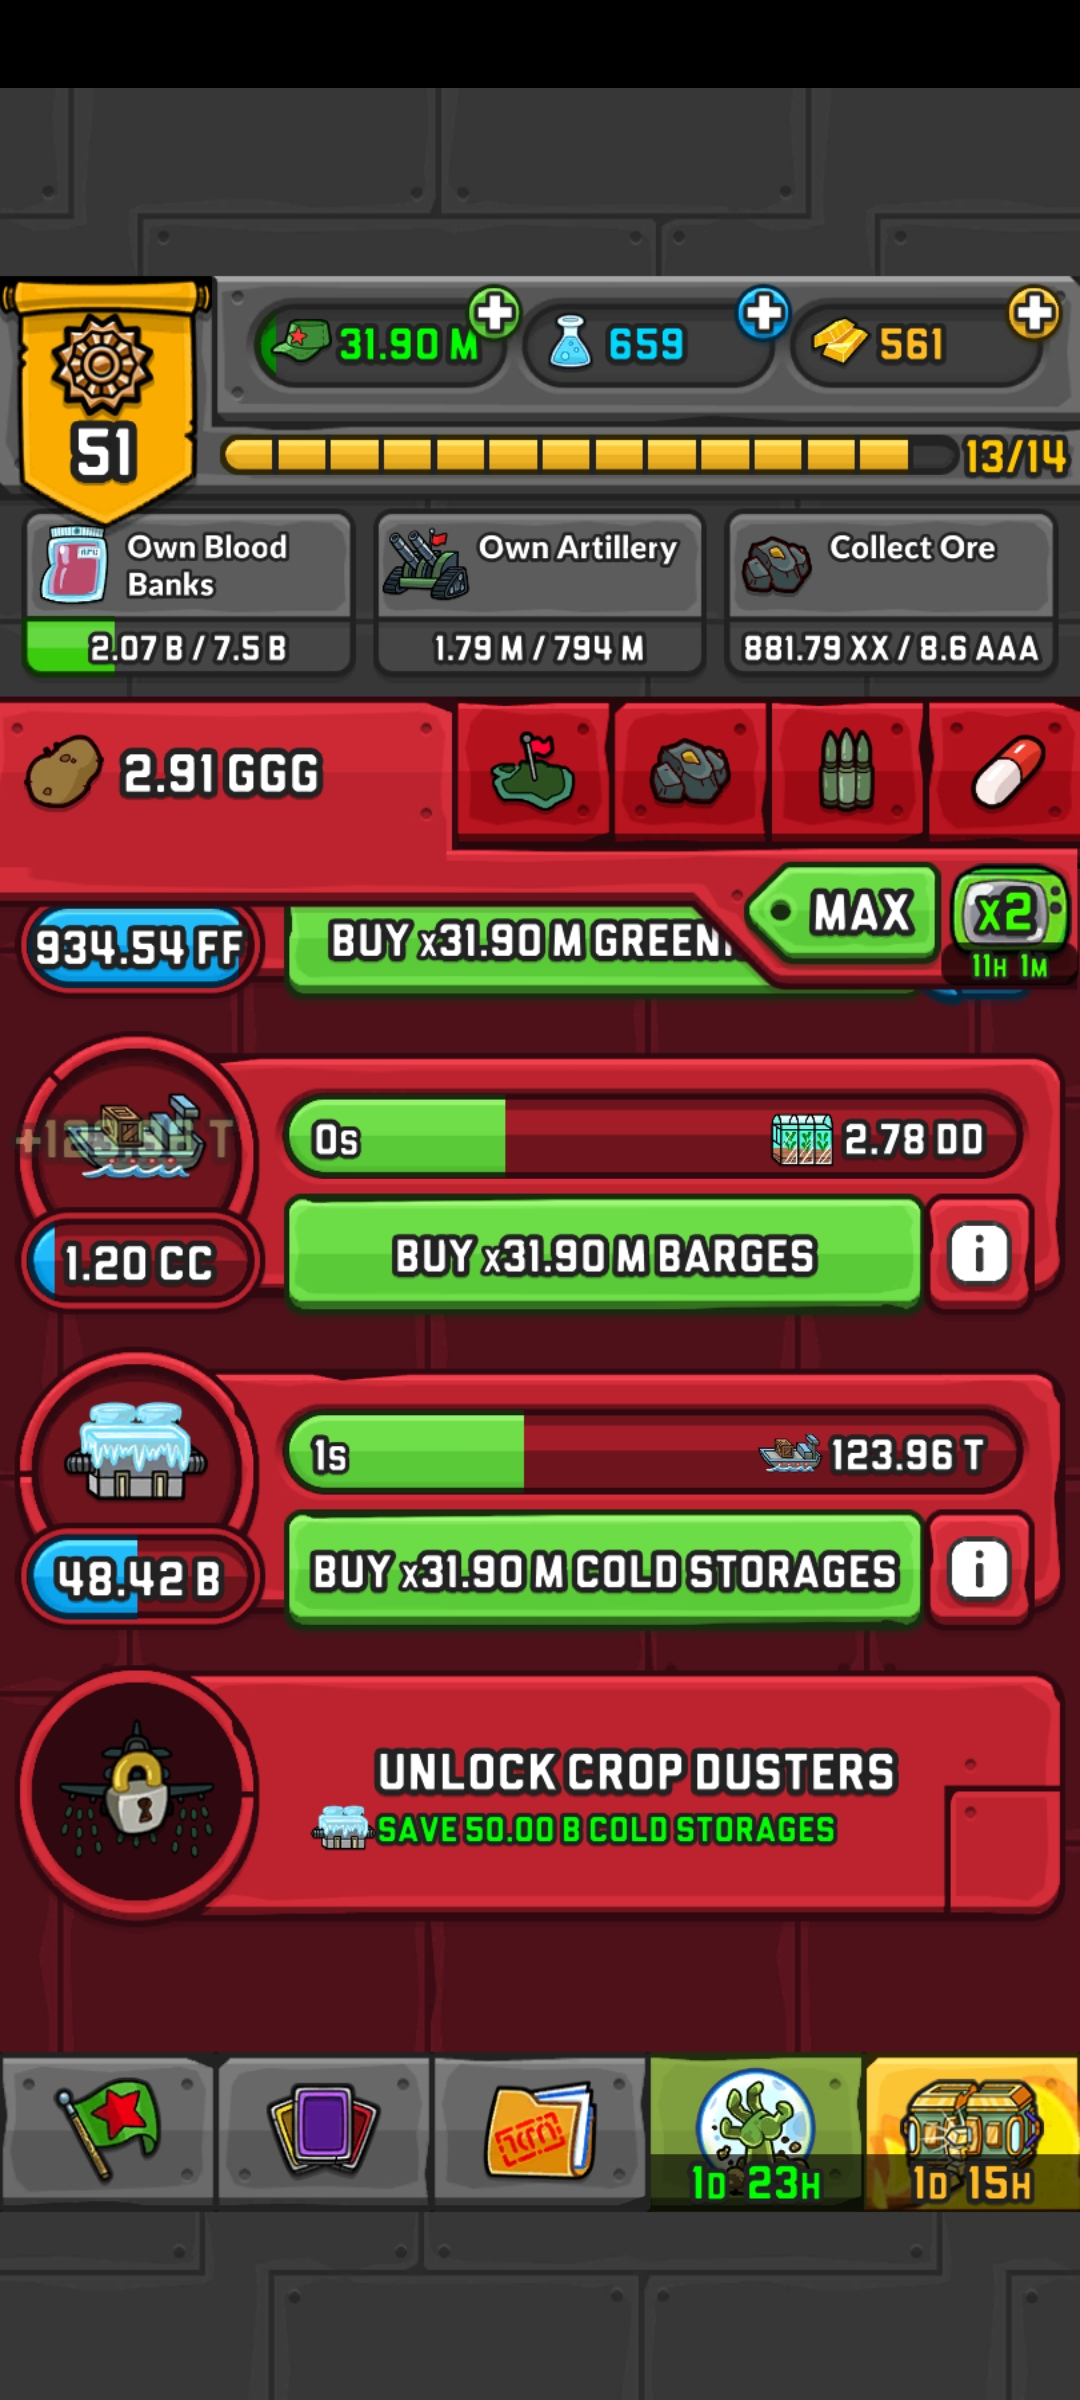 31.90 M
659
561
51
13/14
Own Blood
Banks
Own Artillery
Collect Ore
2.07 B / 7.5 B
1.79 M / 794 M
881.79 XX / 8.6 AAA
2.91 GGG
MAX
x2
11H 1M
934.54 FF
BUY x31.90 M GREEN
0s
2.78 DD
1.20 CC
BUY x31.90 M BARGES
i
1s
123.96 T
48.42 B
BUY x31.90 M COLD STORAGES
i
UNLOCK CROP DUSTERS
SAVE 50.00 B COLD STORAGES
1D 23H
1D 15H